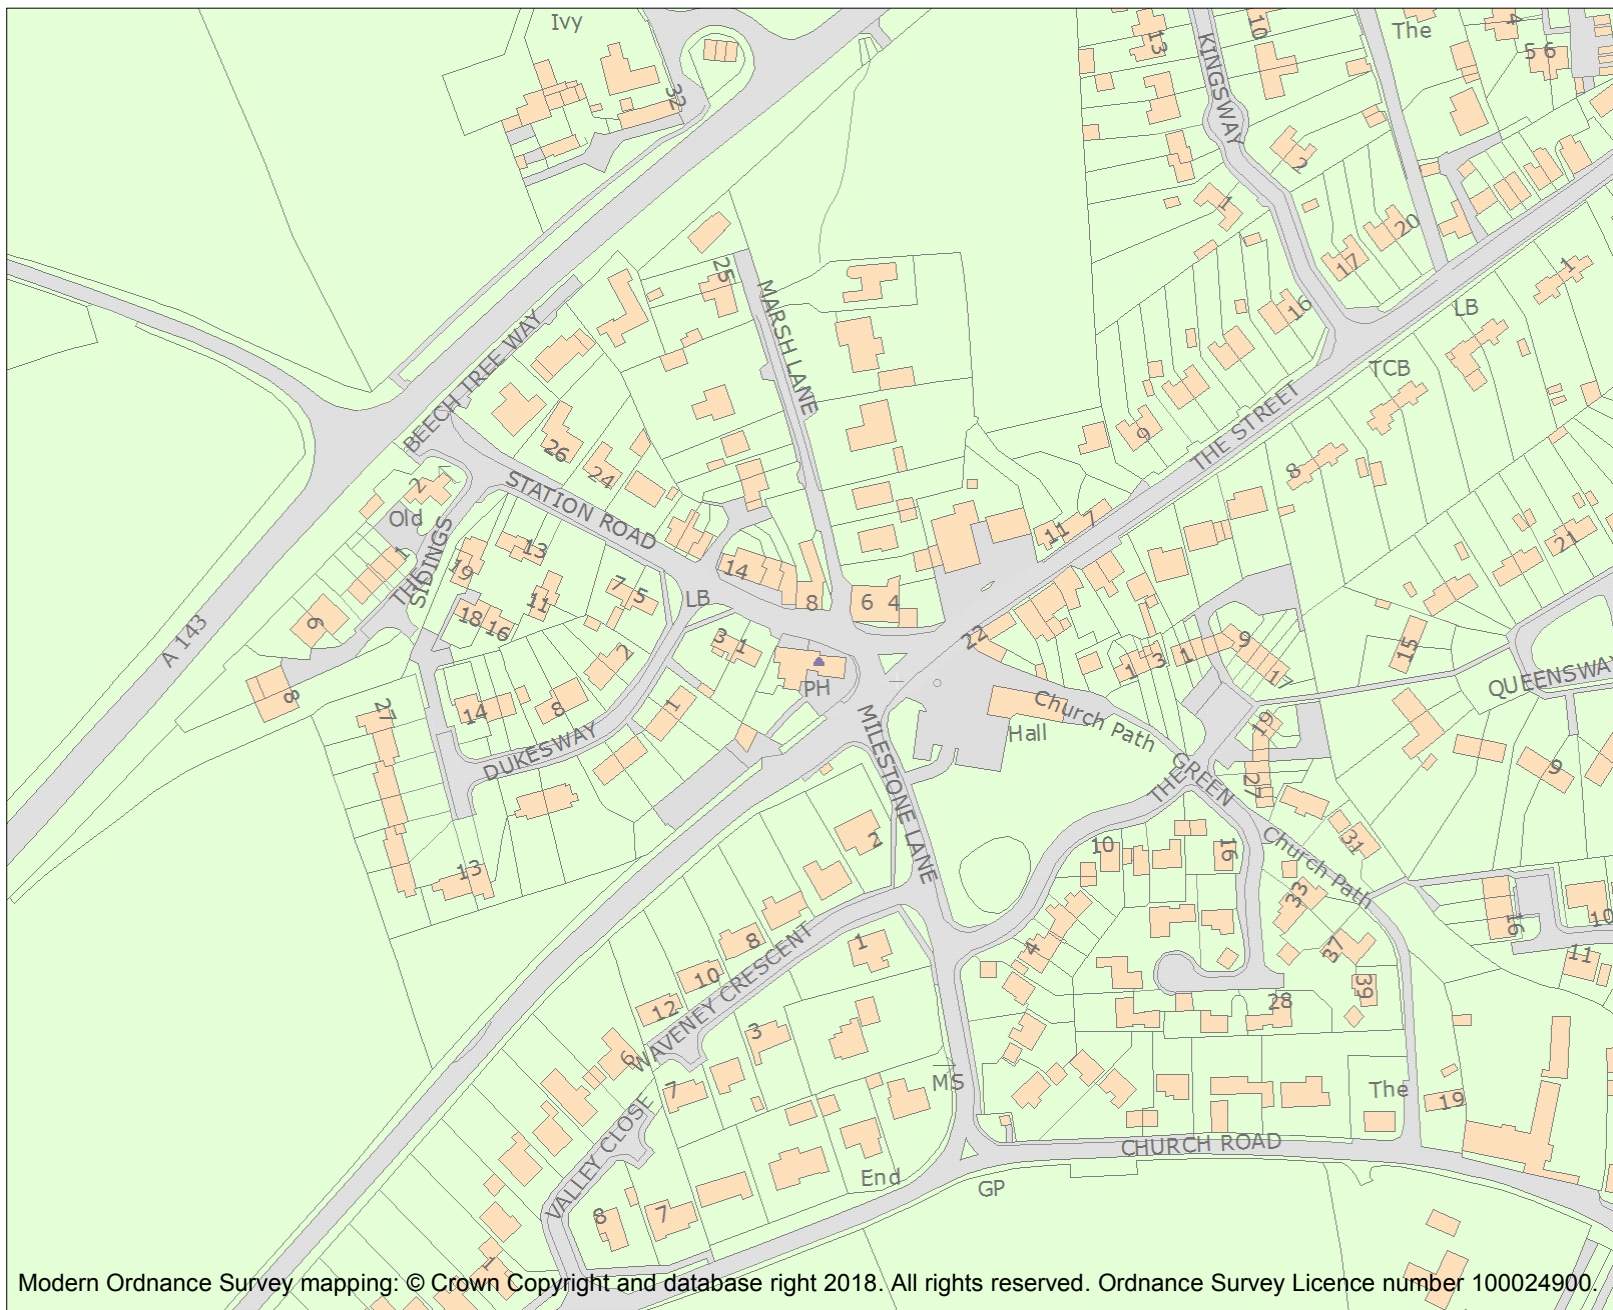 Ivy
The
13
10
KINGSWAY
4
5 6
32
2
1
20
17
25
MARSH LANE
16
1
LB
TCB
BEECH TREE WAY
THE STREET
9
8
26
24
2
STATION ROAD
Old
THE SIDINGS
1
13
19
11
7
21
11
7
5
14
8
6
4
LB
18
16
9
3
1
2
22
PH
1
3
1
9
17
15
QUEENSWAY
A 143
8
27
14
8
1
DUKESWAY
MILESTONE LANE
Hall
Church Path
19
THE GREEN
27
9
2
10
16
31
Church Path
13
33
37
39
16
10
11
8
10
12
1
4
28
WAVENEY CRESCENT
3
6
7
MS
The
19
VALLEY CLOSE
CHURCH ROAD
End
GP
8
7
1
Modern Ordnance Survey mapping: © Crown Copyright and database right 2018. All rights reserved. Ordnance Survey Licence number 100024900.